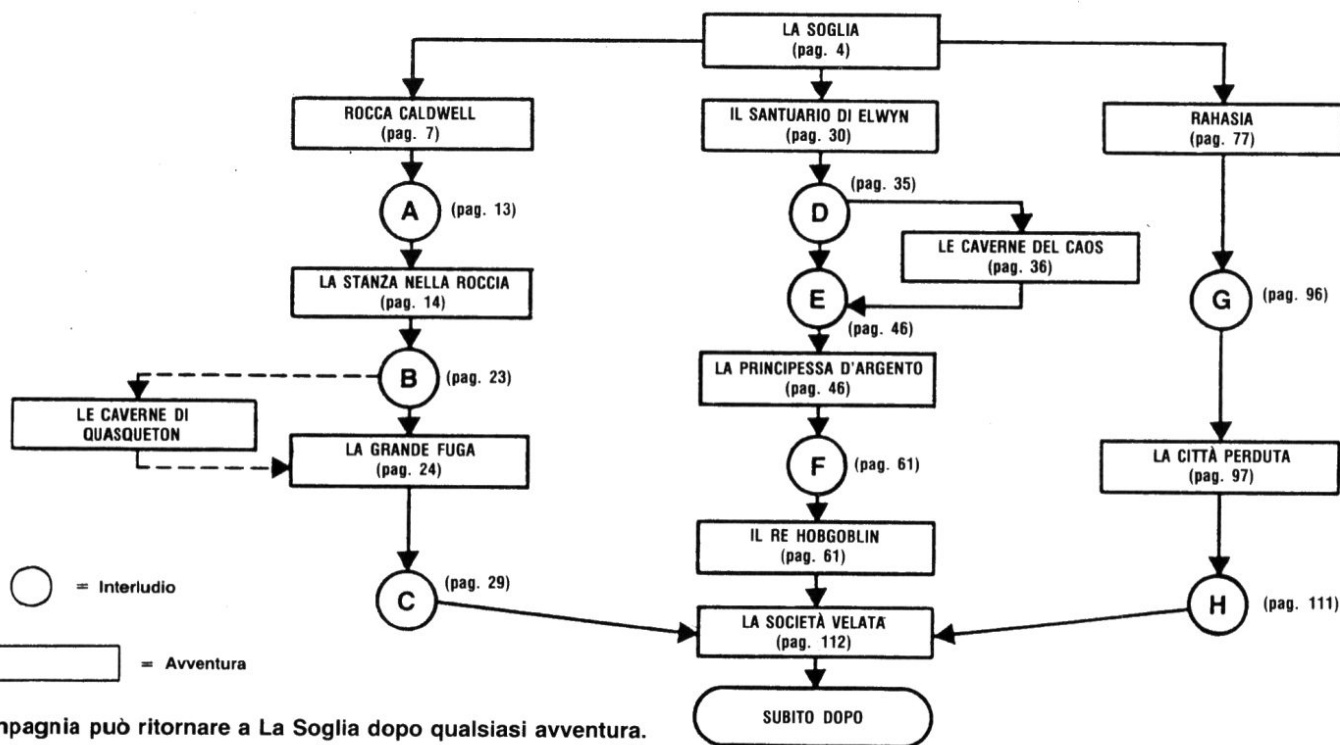 LA SOGLIA
(pag. 4)
ROCCA CALDWELL
(pag. 7)
IL SANTUARIO DI ELWYN
(pag. 30)
RAHASIA
(pag. 77)
A
(pag. 13)
D
(pag. 35)
LE CAVERNE DEL CAOS
(pag. 36)
LA STANZA NELLA ROCCIA
(pag. 14)
E
(pag. 46)
G
(pag. 96)
B
(pag. 23)
LA PRINCIPESSA D'ARGENTO
(pag. 46)
LE CAVERNE DI
QUASQUETON
LA GRANDE FUGA
(pag. 24)
F
(pag. 61)
LA CITTÀ PERDUTA
(pag. 97)
IL RE HOBGOBLIN
(pag. 61)
= Interludio
C
(pag. 29)
H
(pag. 111)
LA SOCIETÀ VELATA
(pag. 112)
= Avventura
SUBITO DOPO
mpagnia può ritornare a La Soglia dopo qualsiasi avventura.